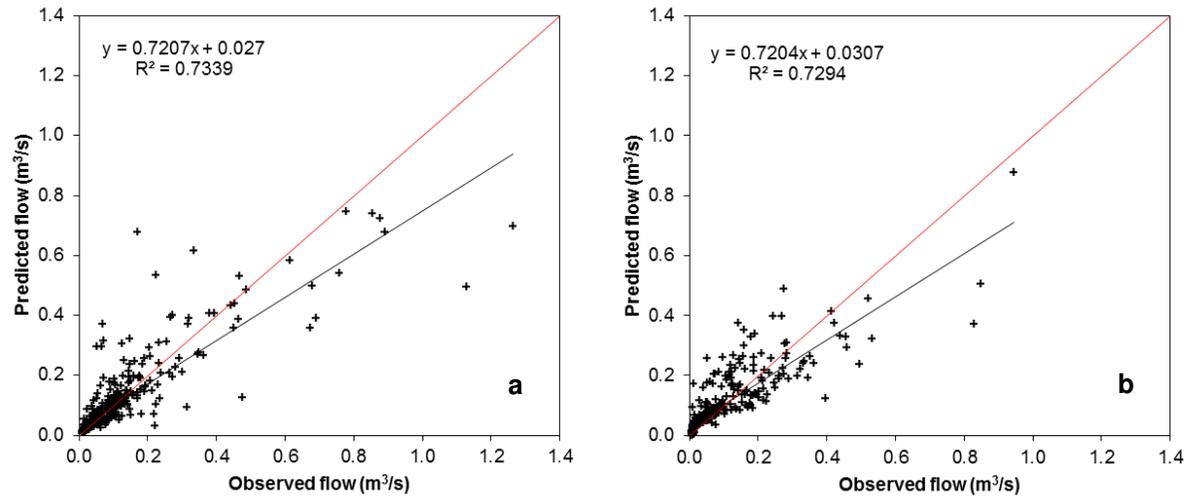 y = 0.7207x + 0.027
R² = 0.7339
1.4
1.2
1.0
0.8
0.6
0.4
0.2
0.0
Predicted flow (m³/s)
0.0 0.2 0.4 0.6 0.8 1.0 1.2 1.4
Observed flow (m³/s)
a
y = 0.7204x + 0.0307
R² = 0.7294
1.4
1.2
1.0
0.8
0.6
0.4
0.2
0.0
Predicted flow (m³/s)
0.0 0.2 0.4 0.6 0.8 1.0 1.2 1.4
Observed flow (m³/s)
b